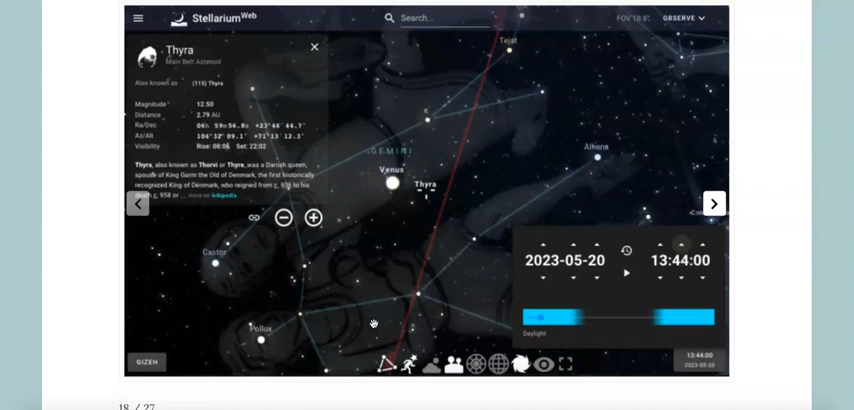 StellariumWeb
Search...
FOV 18.8°
OBSERVE
Thyra
Main Belt Asteroid
Also known as (115) Thyra
Magnitude 12.50
Distance 2.79 AU
Ra/Dec 06h 59m56.8s +23°46'44.7"
Az/Alt 104°32'09.1" +71°13'12.3"
Visibility Rise: 08:06 Set: 22:02
Thyra, also known as Thorvi or Thyre, was a Danish queen,
spouse of King Gorm the Old of Denmark, the first historically
recognized King of Denmark, who reigned from c. 936 to his
death c. 958 or ... more on wikipedia
Tejat
GEMINI
Venus
Thyra
Alhena
Castor
Pollux
2023-05-20
13:44:00
Daylight
GIZEH
13:44:00
2023-05-20
18 / 27